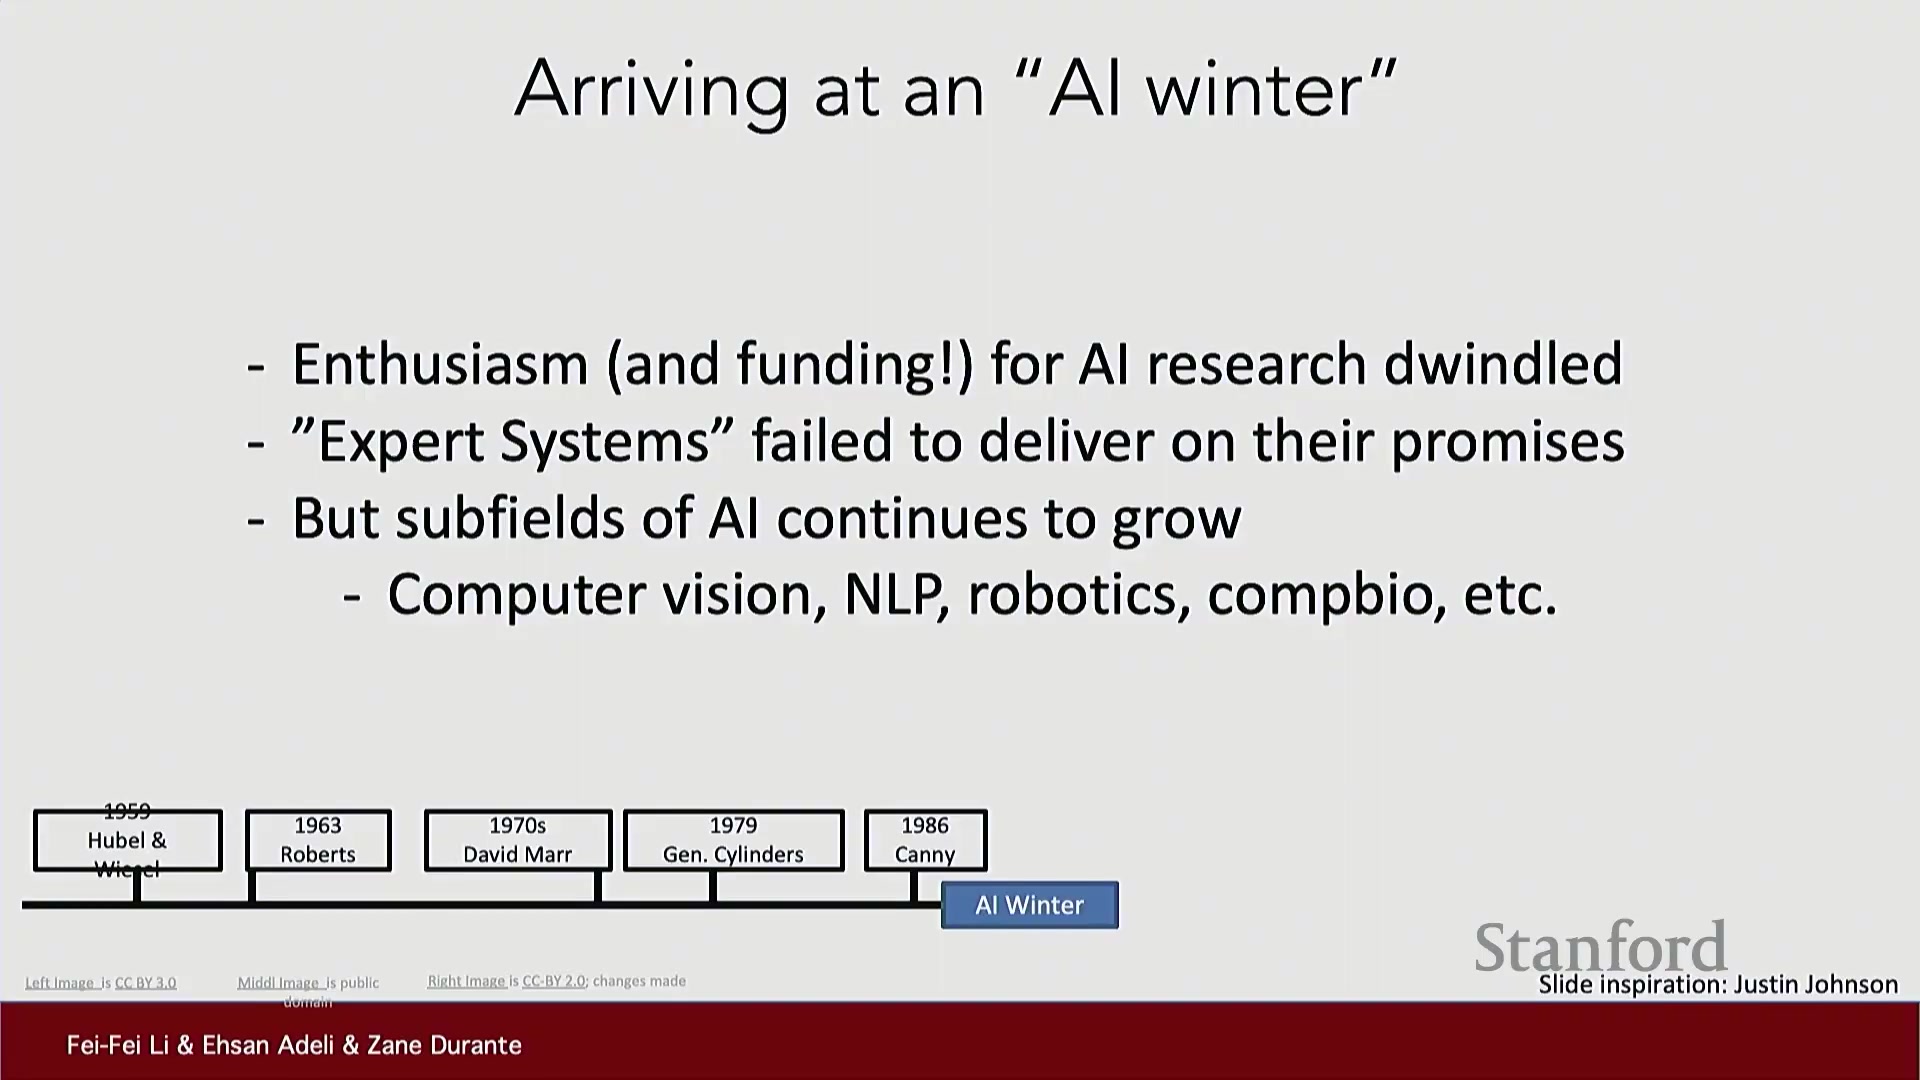 Arriving at an “AI winter”
- Enthusiasm (and funding!) for AI research dwindled
- ”Expert Systems” failed to deliver on their promises
- But subfields of AI continues to grow
- Computer vision, NLP, robotics, compbio, etc.
1959
Hubel &
Wiesel
1963
Roberts
1970s
David Marr
1979
Gen. Cylinders
1986
Canny
AI Winter
Stanford
Left Image is CC BY 3.0
Middl Image is public
domain
Right Image is CC-BY 2.0; changes made
Slide inspiration: Justin Johnson
Fei-Fei Li & Ehsan Adeli & Zane Durante